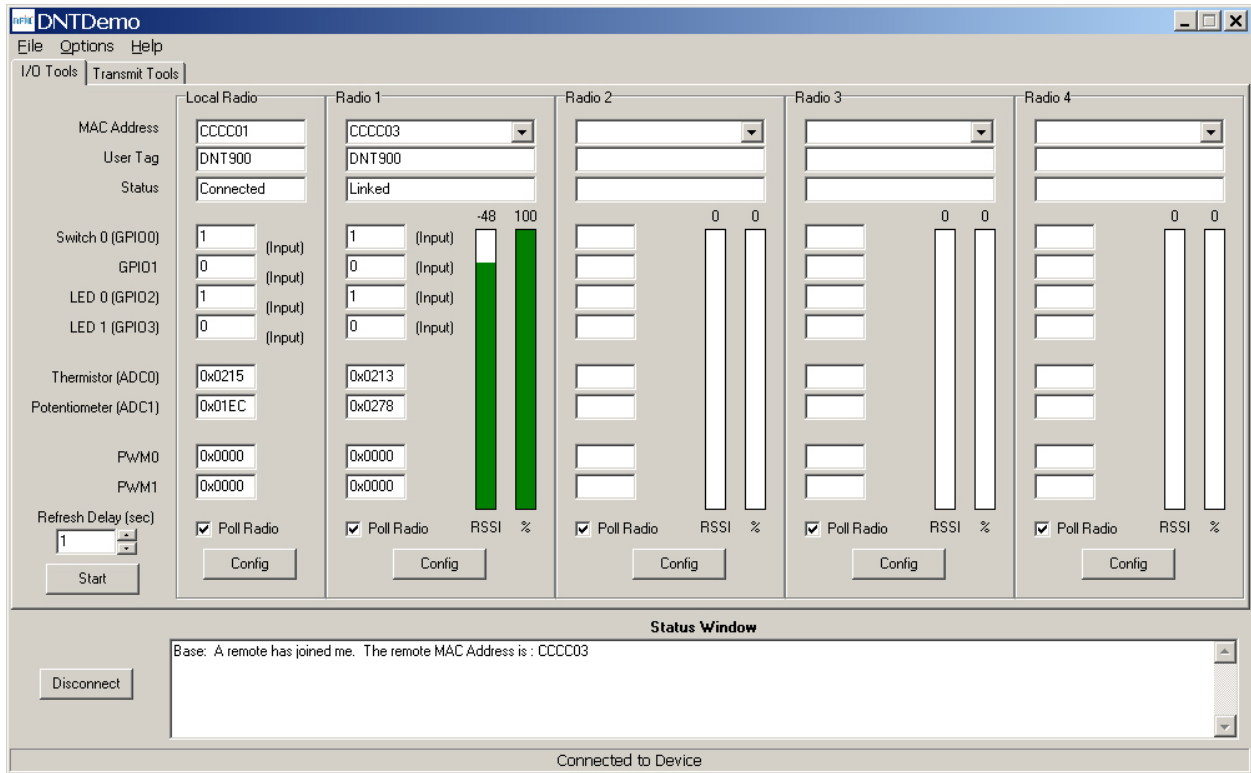 RFM DNTDemo
File Options Help
I/O Tools Transmit Tools
Local Radio Radio 1 Radio 2 Radio 3 Radio 4
MAC Address CCCC01 CCCC03
User Tag DNT900 DNT900
Status Connected Linked
-48 100 0 0 0 0 0 0
Switch 0 (GPIO0) 1 (Input) 1 (Input)
GPIO1 0 (Input) 0 (Input)
LED 0 (GPIO2) 1 (Input) 1 (Input)
LED 1 (GPIO3) 0 (Input) 0 (Input)
Thermistor (ADC0) 0x0215 0x0213
Potentiometer (ADC1) 0x01EC 0x0278
PWM0 0x0000 0x0000
PWM1 0x0000 0x0000
Refresh Delay (sec)
1
Poll Radio Poll Radio RSSI % Poll Radio RSSI % Poll Radio RSSI % Poll Radio RSSI %
Start Config Config Config Config Config
Status Window
Base: A remote has joined me. The remote MAC Address is : CCCC03
Disconnect
Connected to Device